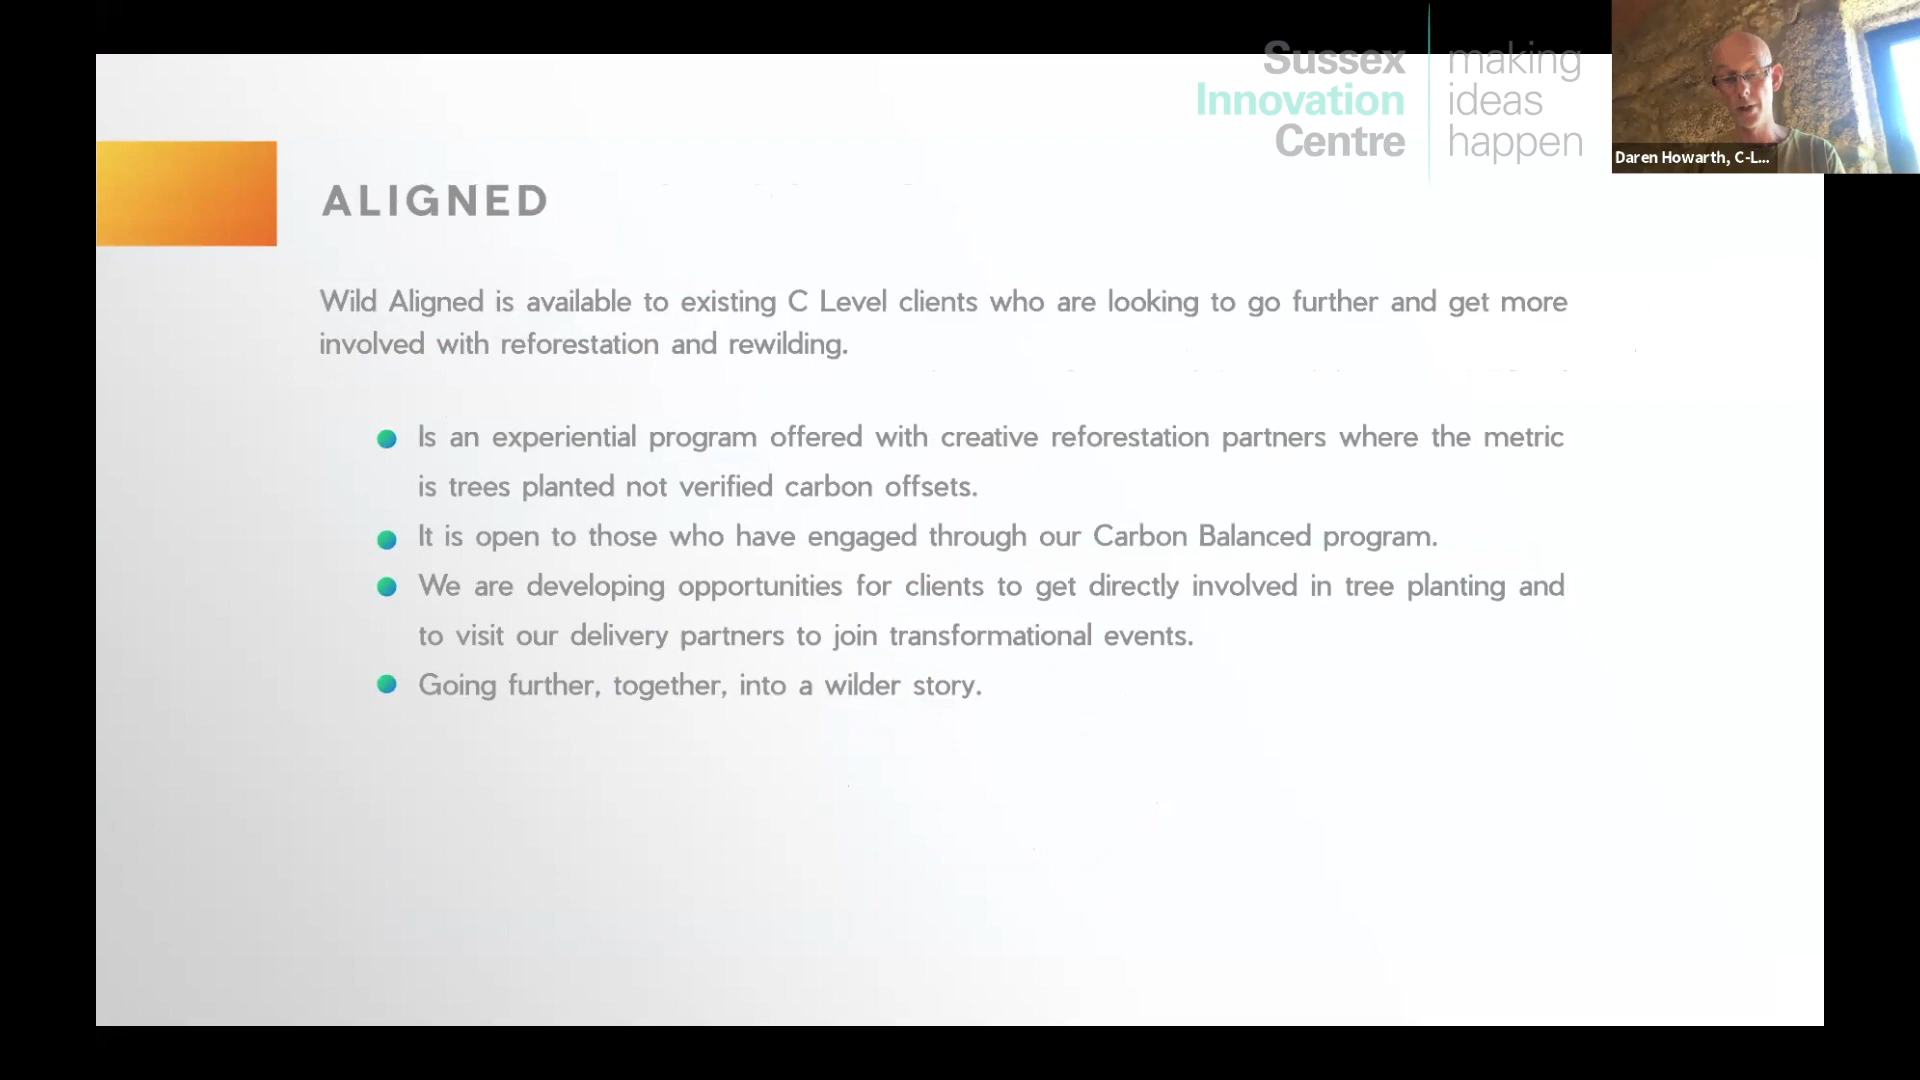 Sussex
Innovation
Centre
making
ideas
happen
Daren Howarth, C-L...
ALIGNED
Wild Aligned is available to existing C Level clients who are looking to go further and get more
involved with reforestation and rewilding.
Is an experiential program offered with creative reforestation partners where the metric
is trees planted not verified carbon offsets.
It is open to those who have engaged through our Carbon Balanced program.
We are developing opportunities for clients to get directly involved in tree planting and
to visit our delivery partners to join transformational events.
Going further, together, into a wilder story.